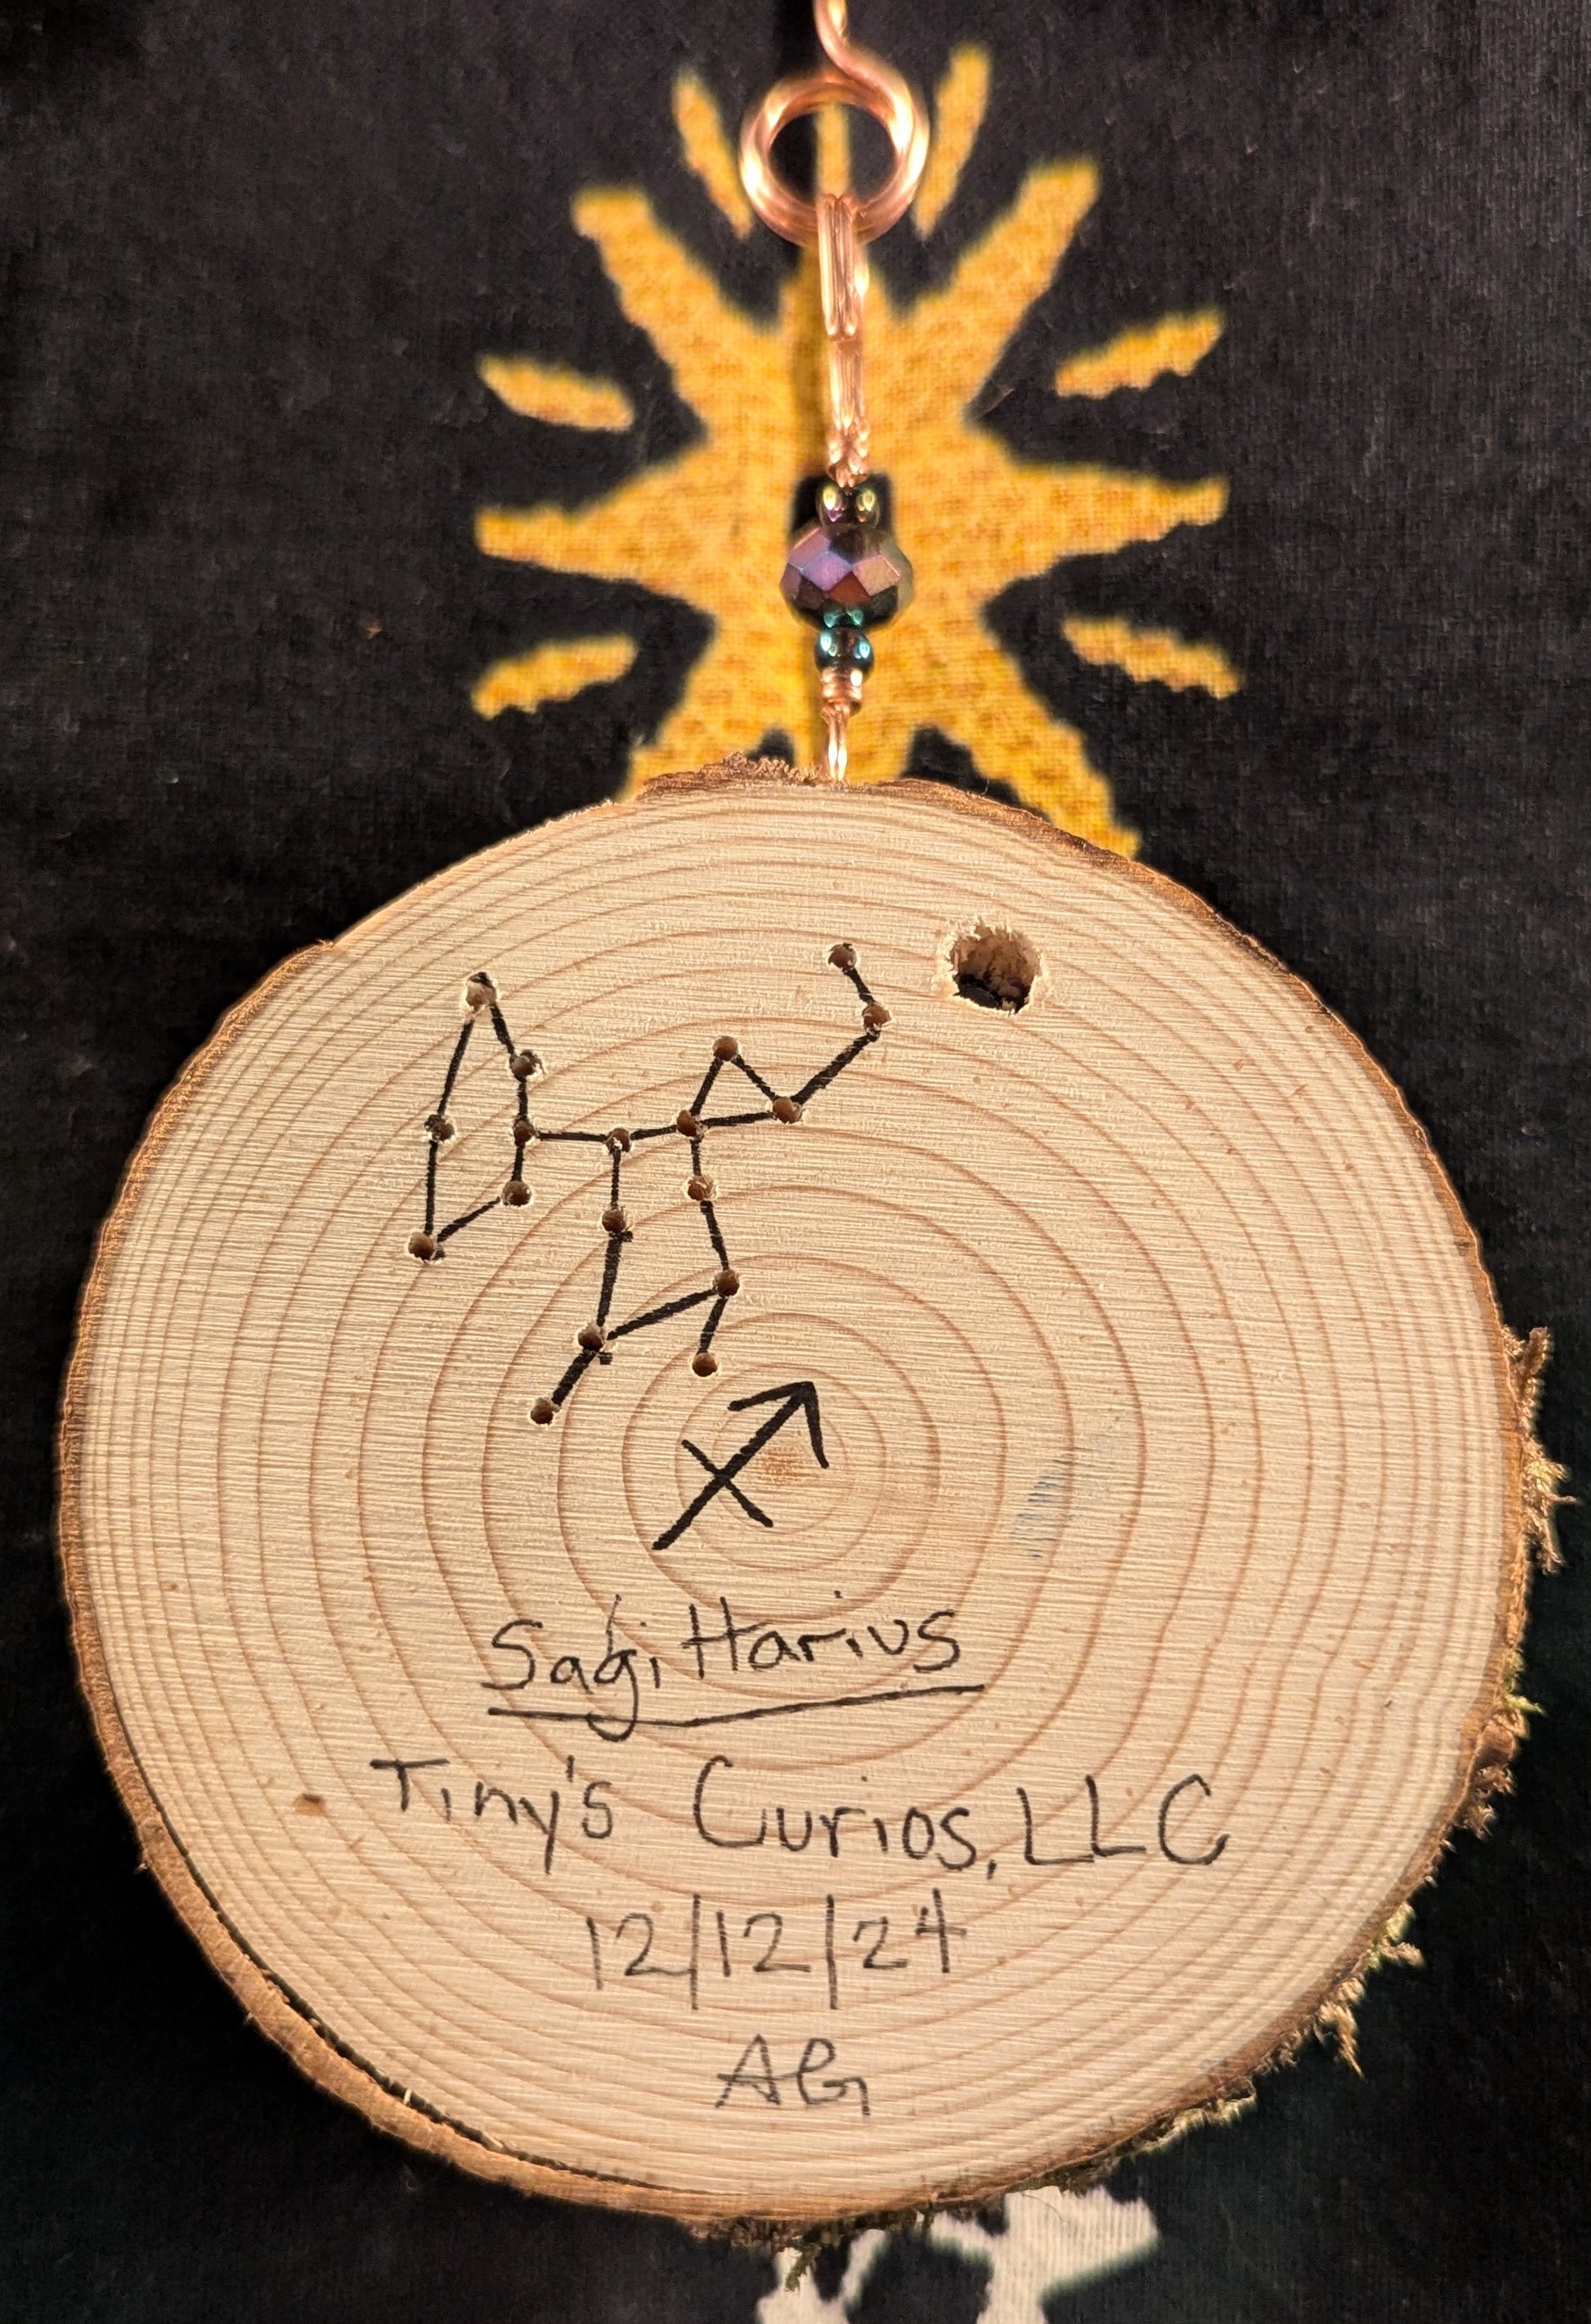 Sagittarius
Tiny's Curios, LLC
12/12/24
AG